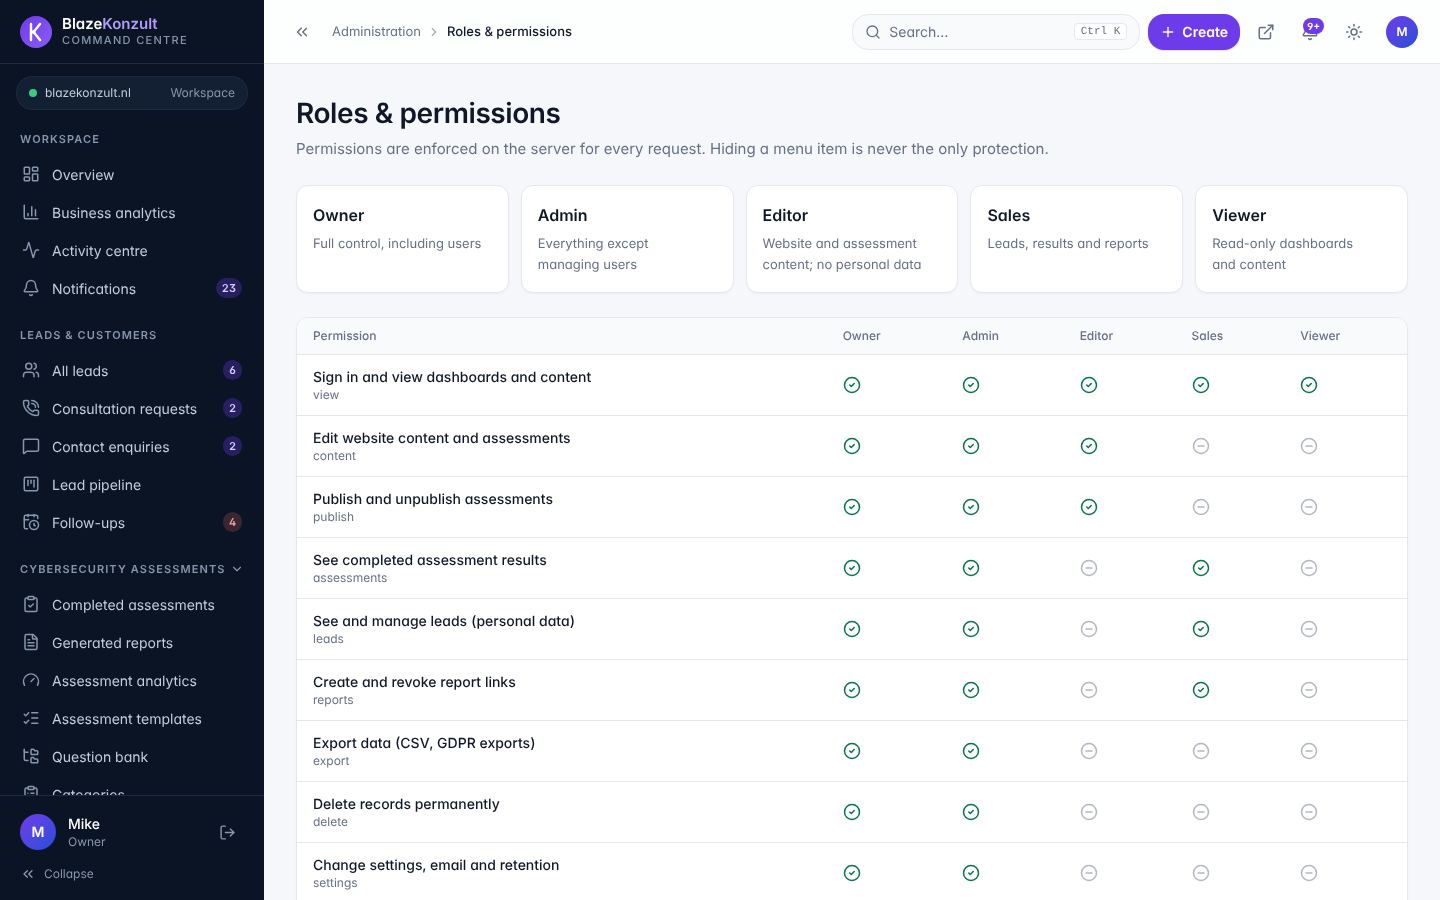 BlazeKonzult
COMMAND CENTRE
Administration
Roles & permissions
Search...
Ctrl K
Create
9+
M
blazekonzult.nl
Workspace
WORKSPACE
Overview
Business analytics
Activity centre
Notifications
23
LEADS & CUSTOMERS
All leads
6
Consultation requests
2
Contact enquiries
2
Lead pipeline
Follow-ups
4
CYBERSECURITY ASSESSMENTS
Completed assessments
Generated reports
Assessment analytics
Assessment templates
Question bank
Categories
M
Mike
Owner
Collapse
Roles & permissions
Permissions are enforced on the server for every request. Hiding a menu item is never the only protection.
Owner
Full control, including users
Admin
Everything except
managing users
Editor
Website and assessment
content; no personal data
Sales
Leads, results and reports
Viewer
Read-only dashboards
and content
Permission Owner Admin Editor Sales Viewer
Sign in and view dashboards and content
view
Edit website content and assessments
content
Publish and unpublish assessments
publish
See completed assessment results
assessments
See and manage leads (personal data)
leads
Create and revoke report links
reports
Export data (CSV, GDPR exports)
export
Delete records permanently
delete
Change settings, email and retention
settings